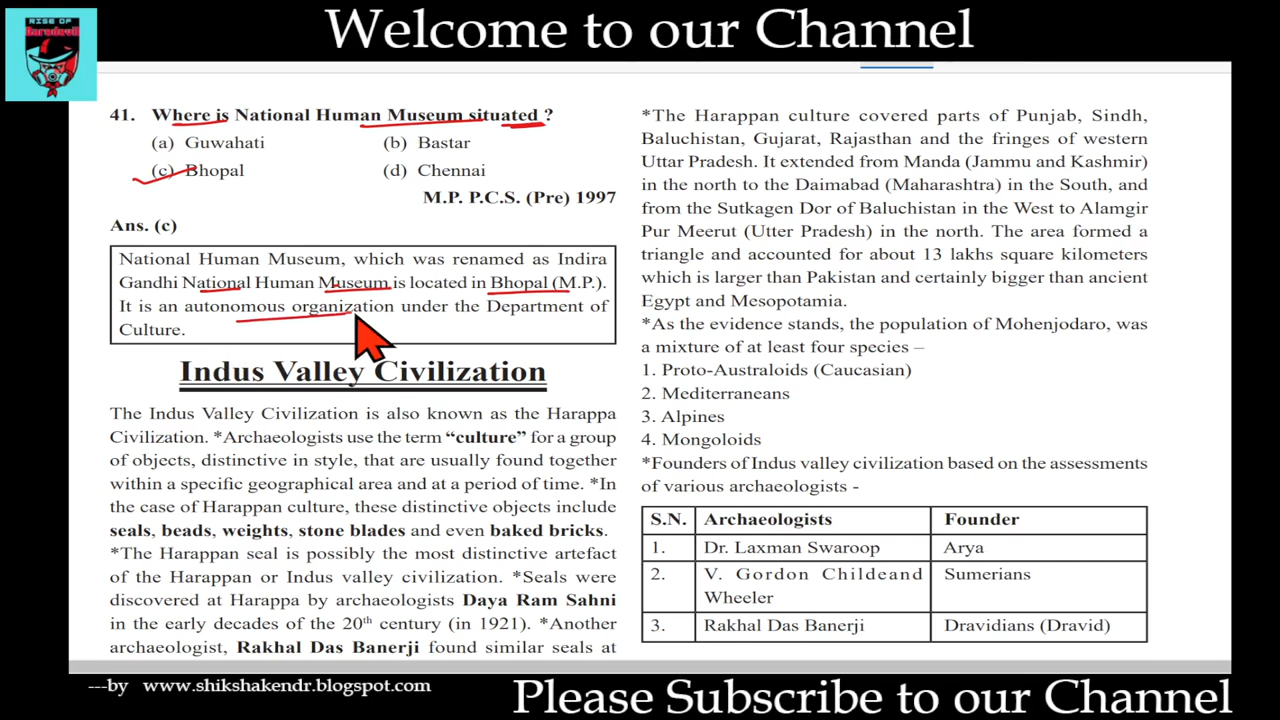 Welcome to our Channel
RISE OF
Daredevil
41. Where is National Human Museum situated ?
(a) Guwahati (b) Bastar
(c) Bhopal (d) Chennai
M.P. P.C.S. (Pre) 1997
Ans. (c)
National Human Museum, which was renamed as Indira
Gandhi National Human Museum is located in Bhopal (M.P.).
It is an autonomous organization under the Department of
Culture.
Indus Valley Civilization
The Indus Valley Civilization is also known as the Harappa
Civilization. *Archaeologists use the term “culture” for a group
of objects, distinctive in style, that are usually found together
within a specific geographical area and at a period of time. *In
the case of Harappan culture, these distinctive objects include
seals, beads, weights, stone blades and even baked bricks.
*The Harappan seal is possibly the most distinctive artefact
of the Harappan or Indus valley civilization. *Seals were
discovered at Harappa by archaeologists Daya Ram Sahni
in the early decades of the 20th century (in 1921). *Another
archaeologist, Rakhal Das Banerji found similar seals at
*The Harappan culture covered parts of Punjab, Sindh,
Baluchistan, Gujarat, Rajasthan and the fringes of western
Uttar Pradesh. It extended from Manda (Jammu and Kashmir)
in the north to the Daimabad (Maharashtra) in the South, and
from the Sutkagen Dor of Baluchistan in the West to Alamgir
Pur Meerut (Utter Pradesh) in the north. The area formed a
triangle and accounted for about 13 lakhs square kilometers
which is larger than Pakistan and certainly bigger than ancient
Egypt and Mesopotamia.
*As the evidence stands, the population of Mohenjodaro, was
a mixture of at least four species –
1. Proto-Australoids (Caucasian)
2. Mediterraneans
3. Alpines
4. Mongoloids
*Founders of Indus valley civilization based on the assessments
of various archaeologists -
S.N. Archaeologists Founder
1. Dr. Laxman Swaroop Arya
2. V. Gordon Childeand Sumerians
Wheeler
3. Rakhal Das Banerji Dravidians (Dravid)
---by www.shikshakendr.blogspot.com
Please Subscribe to our Channel